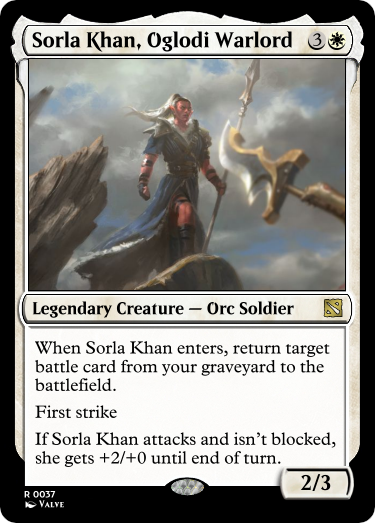 Sorla Khan, Oglodi Warlord 3
Legendary Creature — Orc Soldier
When Sorla Khan enters, return target
battle card from your graveyard to the
battlefield.
First strike
If Sorla Khan attacks and isn't blocked,
she gets +2/+0 until end of turn.
2/3
R 0037
Valve